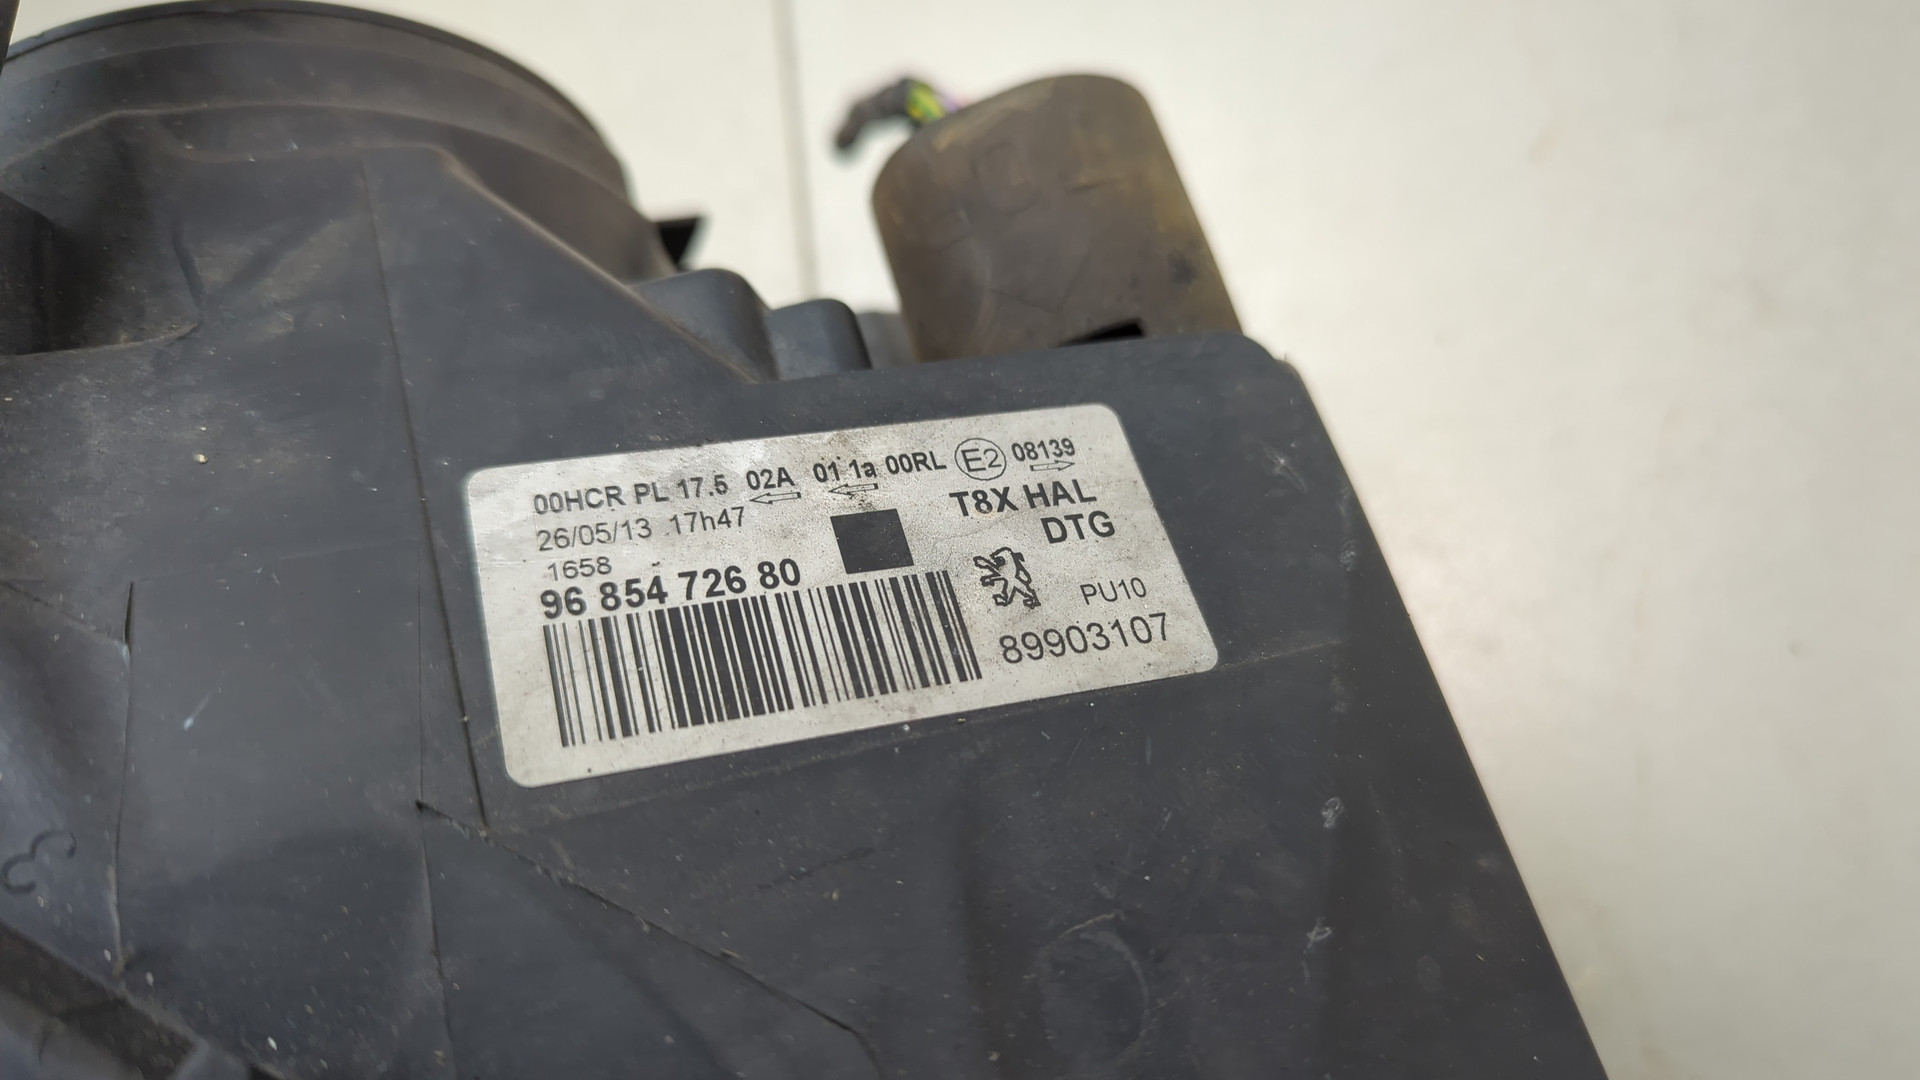 00HCR PL 17.5 02A 01 1a 00RL E2 08139
26/05/13 17h47
T8X HAL
DTG
1658
96 854 726 80
PU10
89903107
3